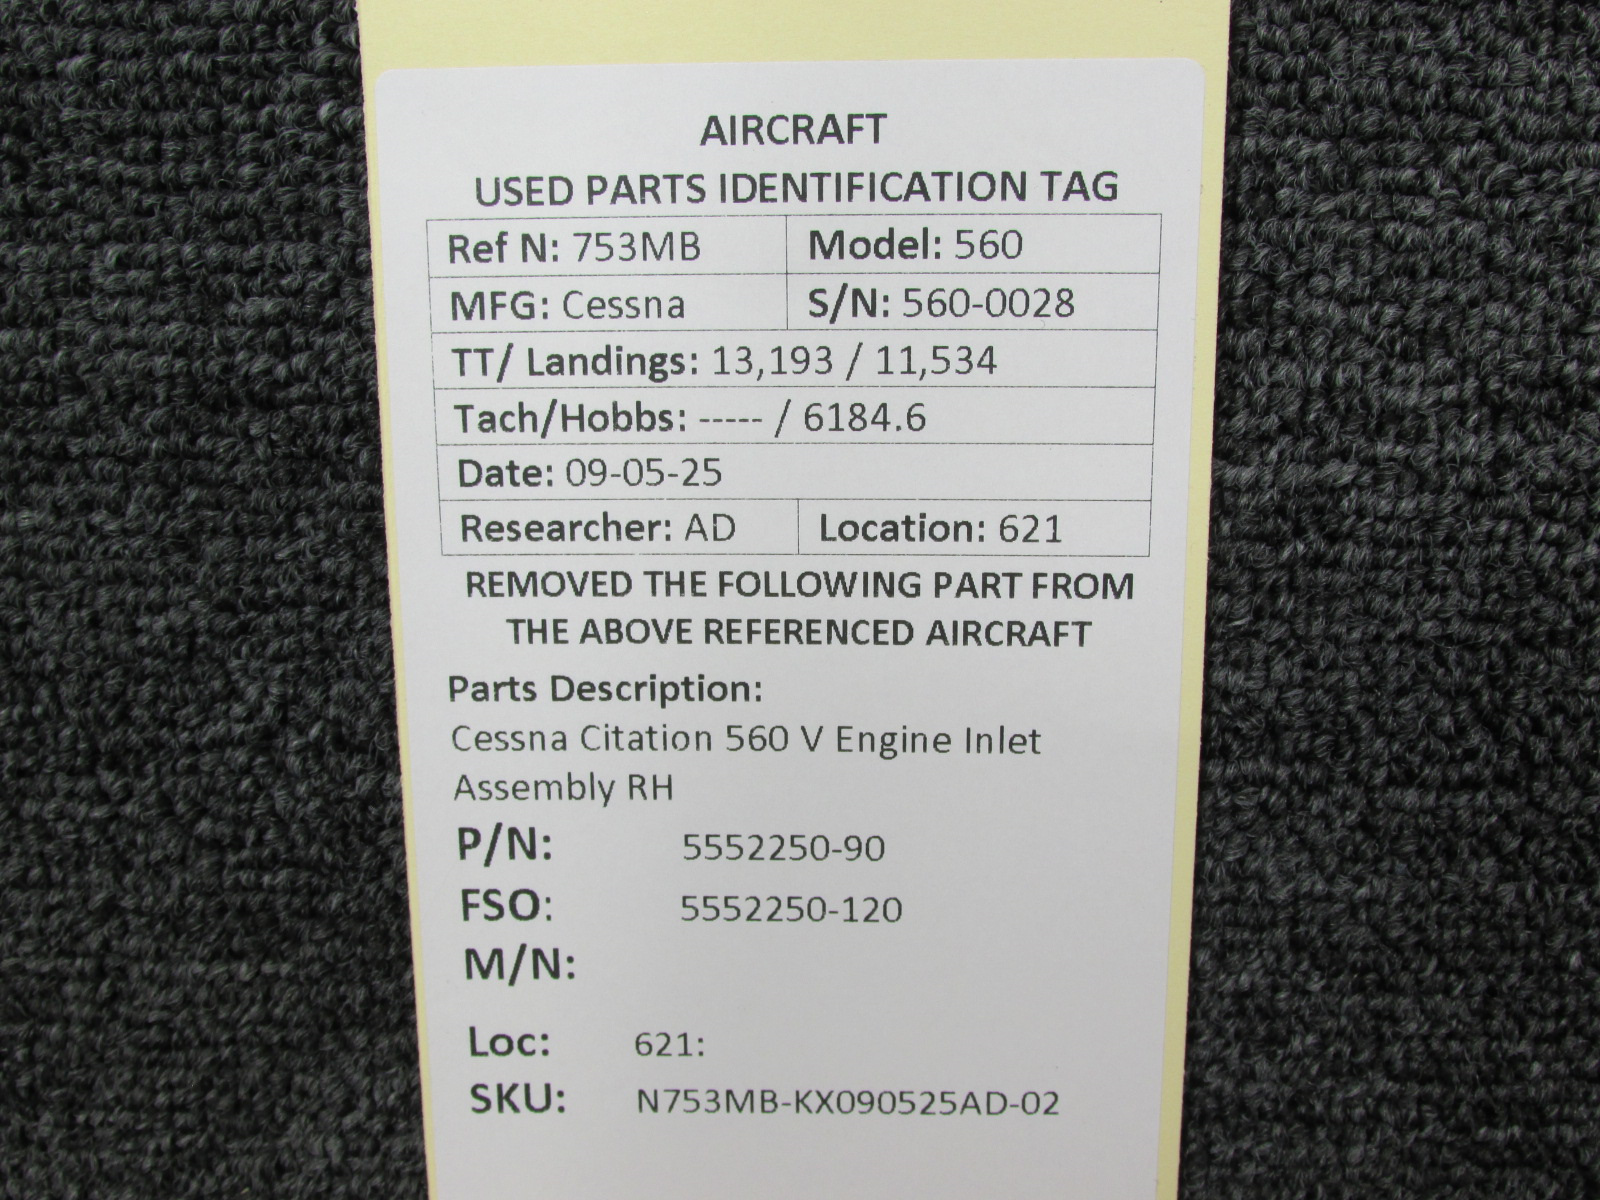 AIRCRAFT
USED PARTS IDENTIFICATION TAG
Ref N: 753MB Model: 560
MFG: Cessna S/N: 560-0028
TT/ Landings: 13,193 / 11,534
Tach/Hobbs: ----- / 6184.6
Date: 09-05-25
Researcher: AD Location: 621
REMOVED THE FOLLOWING PART FROM
THE ABOVE REFERENCED AIRCRAFT
Parts Description:
Cessna Citation 560 V Engine Inlet
Assembly RH
P/N: 5552250-90
FSO: 5552250-120
M/N:
Loc: 621:
SKU: N753MB-KX090525AD-02